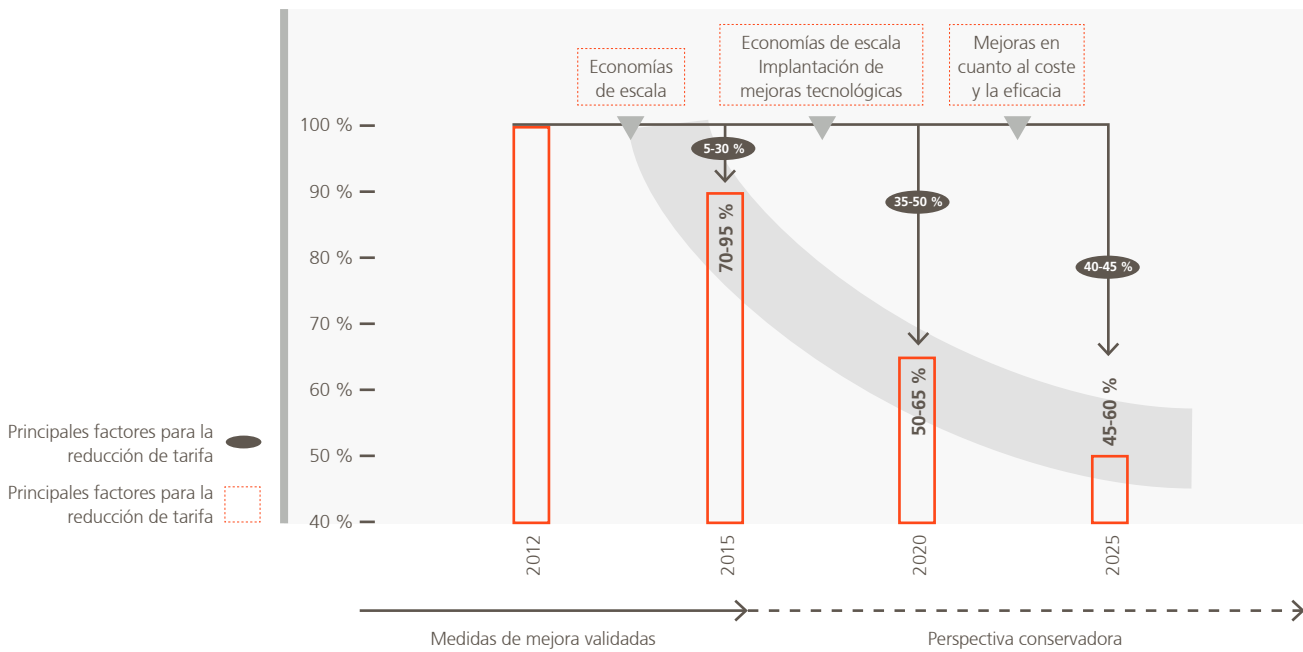 Economías
de escala
Economías de escala
Implantación de
mejoras tecnológicas
Mejoras en
cuanto al coste
y la eficacia
100 %
90 %
80 %
70 %
60 %
50 %
40 %
5-30 %
35-50 %
40-45 %
70-95 %
50-65 %
45-60 %
Principales factores para la
reducción de tarifa
Principales factores para la
reducción de tarifa
2012
2015
2020
2025
Medidas de mejora validadas
Perspectiva conservadora